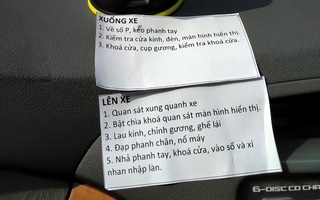 XUỐNG XE
1. Về số P, kéo phanh tay
2. Kiểm tra cửa kính, đèn, màn hình hiển thị.
3. Khoá cửa, cụp gương, kiểm tra khoá cửa.
LÊN XE
1. Quan sát xung quanh xe
2. Bật chìa khoá quan sát màn hình hiển thị.
3. Lau kính, chỉnh gương, ghế lái
4. Đạp phanh chân, nổ máy
5. Nhả phanh tay, khoá cửa, vào số và xi
nhan nhập làn.
6-DISC CD CHA